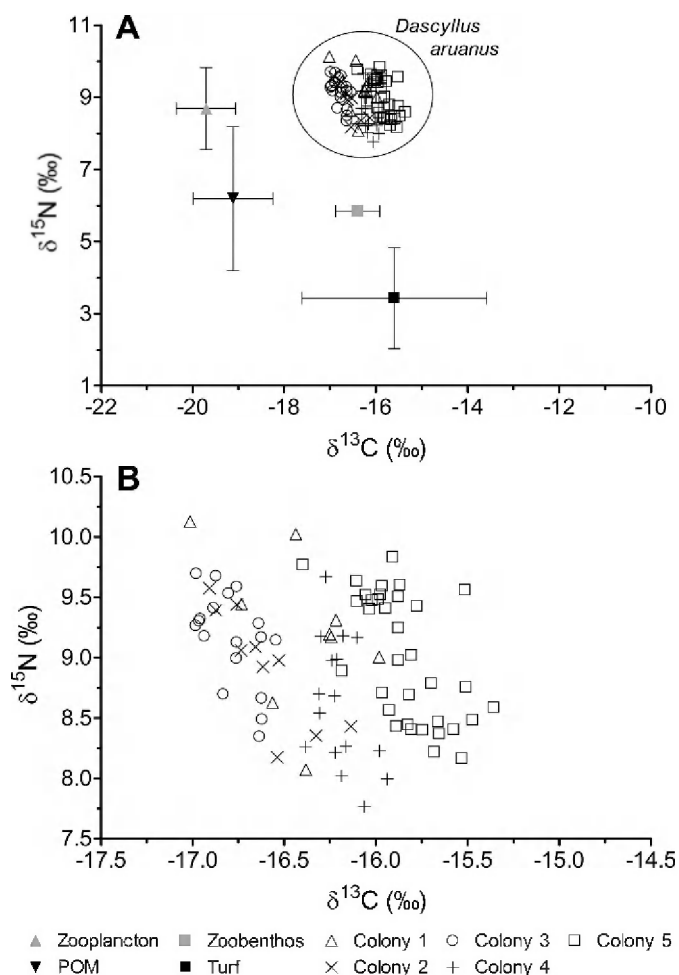 A
Dascyllus
aruanus
δ¹⁵N (‰)
11
9
7
5
3
1
-22 -20 -18 -16 -14 -12 -10
δ¹³C (‰)
B
δ¹⁵N (‰)
10.5
10.0
9.5
9.0
8.5
8.0
7.5
-17.5 -17.0 -16.5 -16.0 -15.5 -15.0 -14.5
δ¹³C (‰)
Zooplancton Zoobenthos Colony 1 Colony 3 Colony 5
POM Turf Colony 2 Colony 4